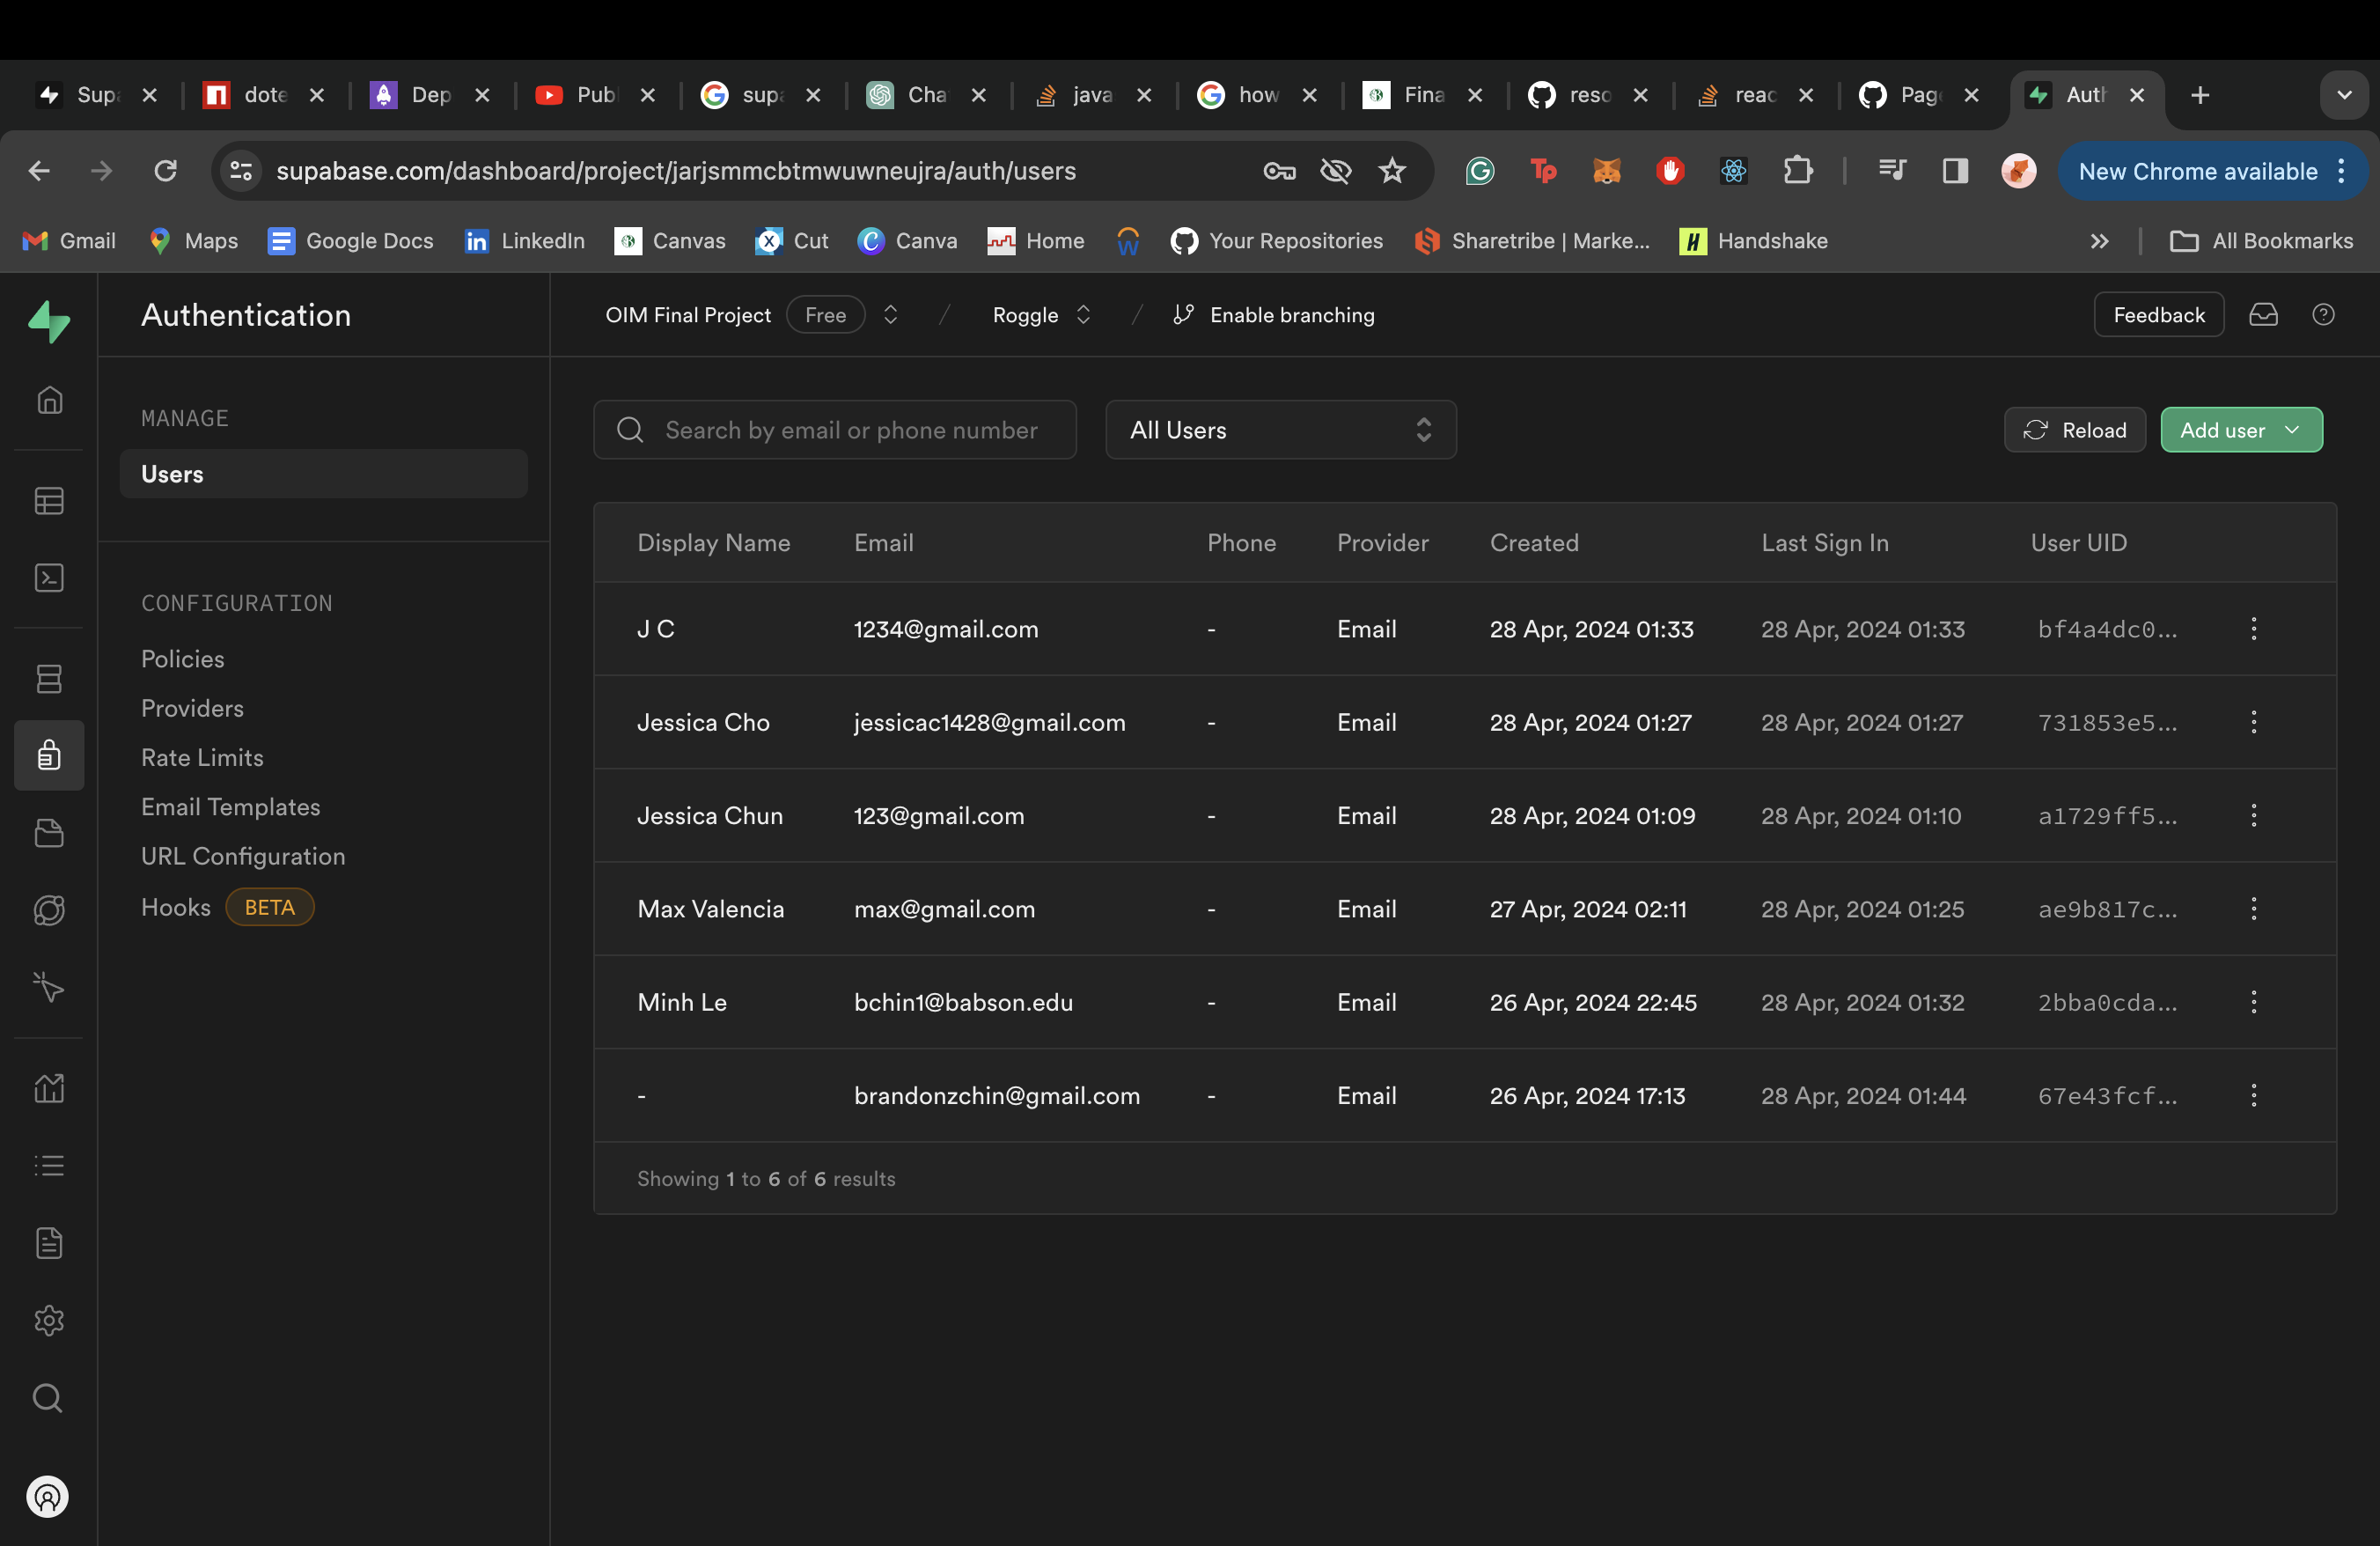 Supa
dote
Dep
Publ
supa
Cha
java
how
Fina
reso
reac
Page
Auth
supabase.com/dashboard/project/jarjsmmcbtmwuwneujra/auth/users
New Chrome available
Gmail
Maps
Google Docs
LinkedIn
Canvas
Cut
Canva
Home
Your Repositories
Sharetribe | Marke...
Handshake
All Bookmarks
Authentication
OIM Final Project Free / Roggle / Enable branching
Feedback
MANAGE
Users
CONFIGURATION
Policies
Providers
Rate Limits
Email Templates
URL Configuration
Hooks BETA
Search by email or phone number
All Users
Reload
Add user
Display Name Email Phone Provider Created Last Sign In User UID
J C 1234@gmail.com - Email 28 Apr, 2024 01:33 28 Apr, 2024 01:33 bf4a4dc0...
Jessica Cho jessicac1428@gmail.com - Email 28 Apr, 2024 01:27 28 Apr, 2024 01:27 731853e5...
Jessica Chun 123@gmail.com - Email 28 Apr, 2024 01:09 28 Apr, 2024 01:10 a1729ff5...
Max Valencia max@gmail.com - Email 27 Apr, 2024 02:11 28 Apr, 2024 01:25 ae9b817c...
Minh Le bchin1@babson.edu - Email 26 Apr, 2024 22:45 28 Apr, 2024 01:32 2bba0cda...
- brandonzchin@gmail.com - Email 26 Apr, 2024 17:13 28 Apr, 2024 01:44 67e43fcf...
Showing 1 to 6 of 6 results